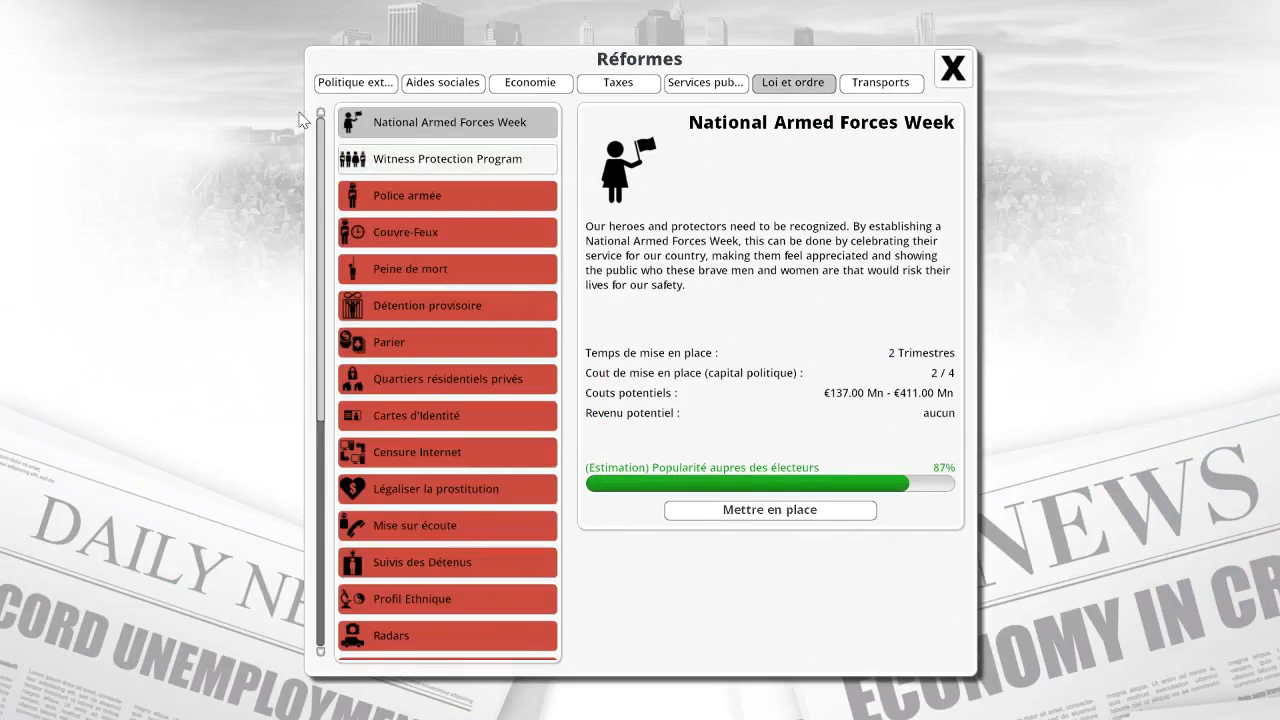 Réformes
X
Politique ext...
Aides sociales
Economie
Taxes
Services pub...
Loi et ordre
Transports
National Armed Forces Week
Witness Protection Program
Police armée
Couvre-Feux
Peine de mort
Détention provisoire
Parier
Quartiers résidentiels privés
Cartes d'Identité
Censure Internet
Légaliser la prostitution
Mise sur écoute
Suivis des Détenus
Profil Ethnique
Radars
National Armed Forces Week
Our heroes and protectors need to be recognized. By establishing a
National Armed Forces Week, this can be done by celebrating their
service for our country, making them feel appreciated and showing
the public who these brave men and women are that would risk their
lives for our safety.
Temps de mise en place : 2 Trimestres
Cout de mise en place (capital politique) : 2 / 4
Couts potentiels : €137.00 Mn - €411.00 Mn
Revenu potentiel : aucun
(Estimation) Popularité aupres des électeurs 87%
Mettre en place
DAILY NE
CORD UNEMPLOYM
NEWS
ECONOMY IN CR